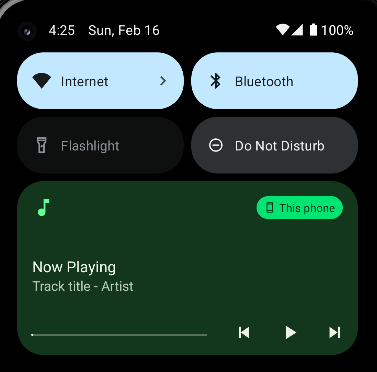 4:25 Sun, Feb 16 100%
Internet Bluetooth
Flashlight Do Not Disturb
This phone
Now Playing
Track title - Artist